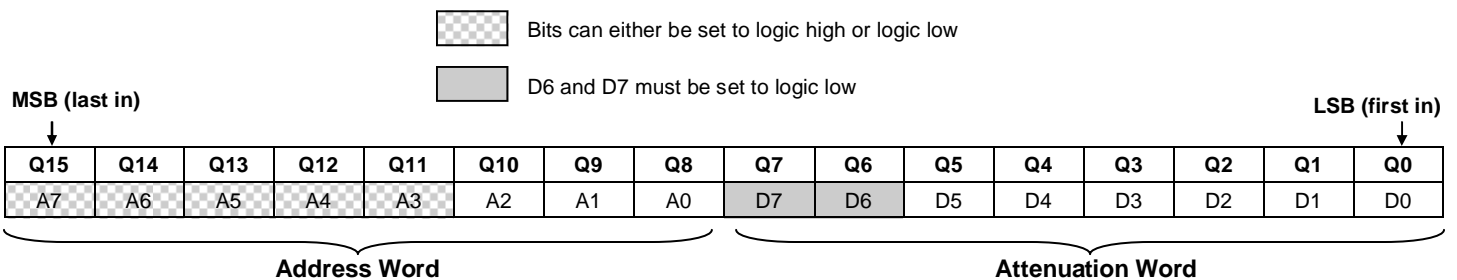 Bits can either be set to logic high or logic low
D6 and D7 must be set to logic low
MSB (last in)
LSB (first in)
Q15 Q14 Q13 Q12 Q11 Q10 Q9 Q8 Q7 Q6 Q5 Q4 Q3 Q2 Q1 Q0
A7 A6 A5 A4 A3 A2 A1 A0 D7 D6 D5 D4 D3 D2 D1 D0
Address Word
Attenuation Word